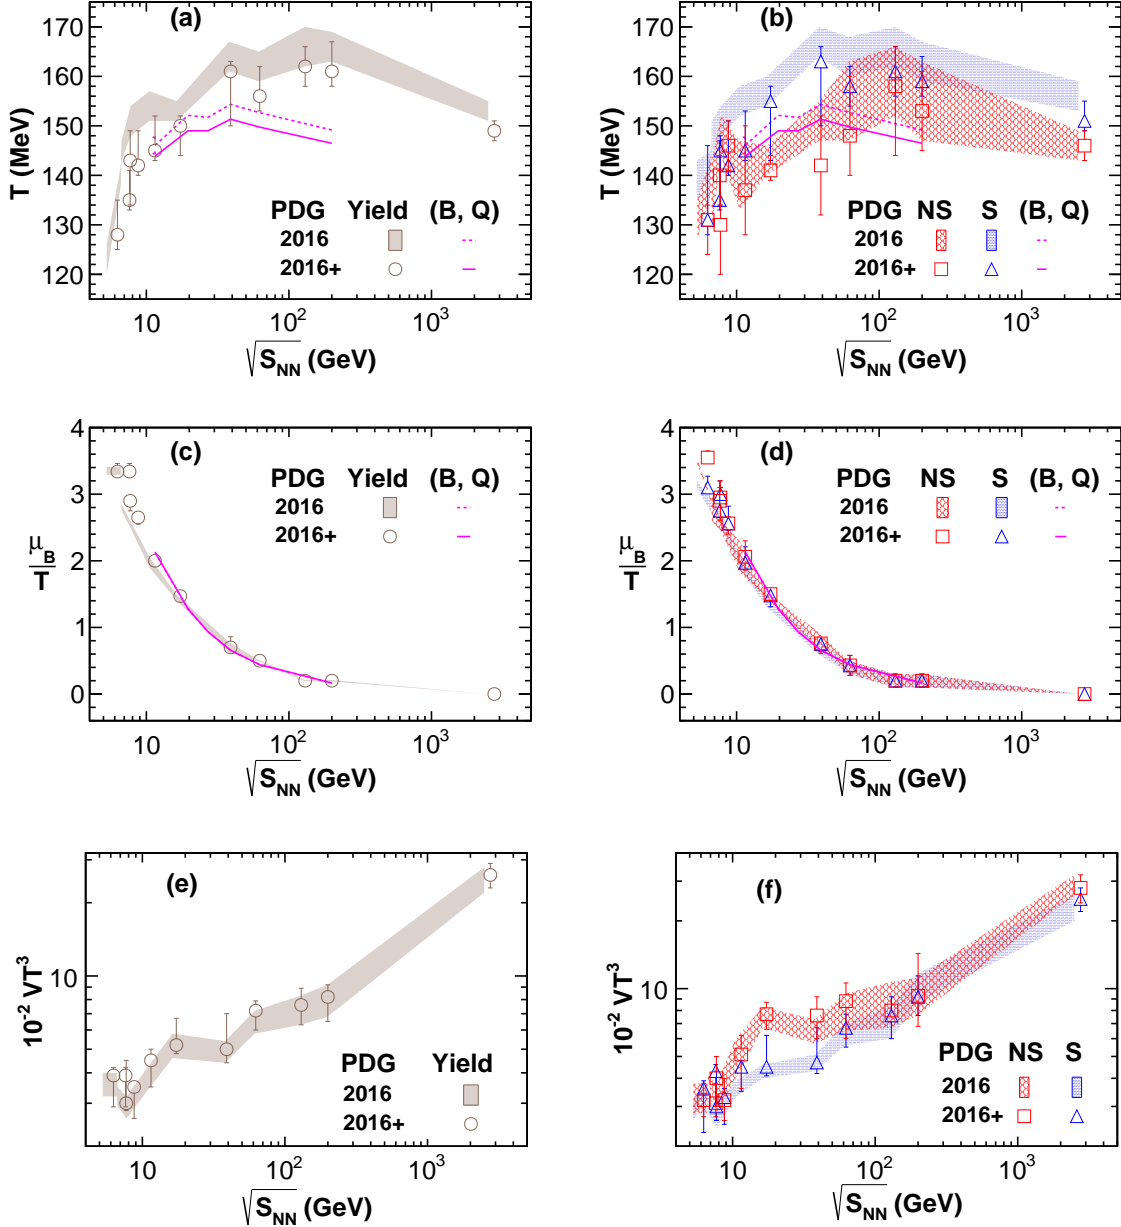 (a)
170
160
150
140
130
120
T (MeV)
PDG Yield (B, Q)
2016
2016+
10 10² 10³
√S_NN (GeV)
(b)
170
160
150
140
130
120
T (MeV)
PDG NS S (B, Q)
2016
2016+
10 10² 10³
√S_NN (GeV)
(c)
4
3
2
1
0
μ_B
T
PDG Yield (B, Q)
2016
2016+
10 10² 10³
√S_NN (GeV)
(d)
4
3
2
1
0
μ_B
T
PDG NS S (B, Q)
2016
2016+
10 10² 10³
√S_NN (GeV)
(e)
10
10⁻² VT³
PDG Yield
2016
2016+
10 10² 10³
√S_NN (GeV)
(f)
10
10⁻² VT³
PDG NS S
2016
2016+
10 10² 10³
√S_NN (GeV)